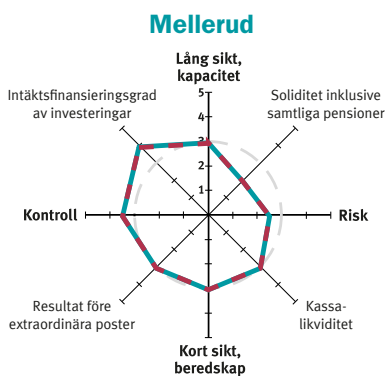 Mellerud
Lång sikt,
kapacitet
Intäktsfinansieringsgrad
av investeringar
Soliditet inklusive
samtliga pensioner
5
4
3
2
1
Kontroll
Risk
Resultat före
extraordinära poster
Kassa-
likviditet
Kort sikt,
beredskap